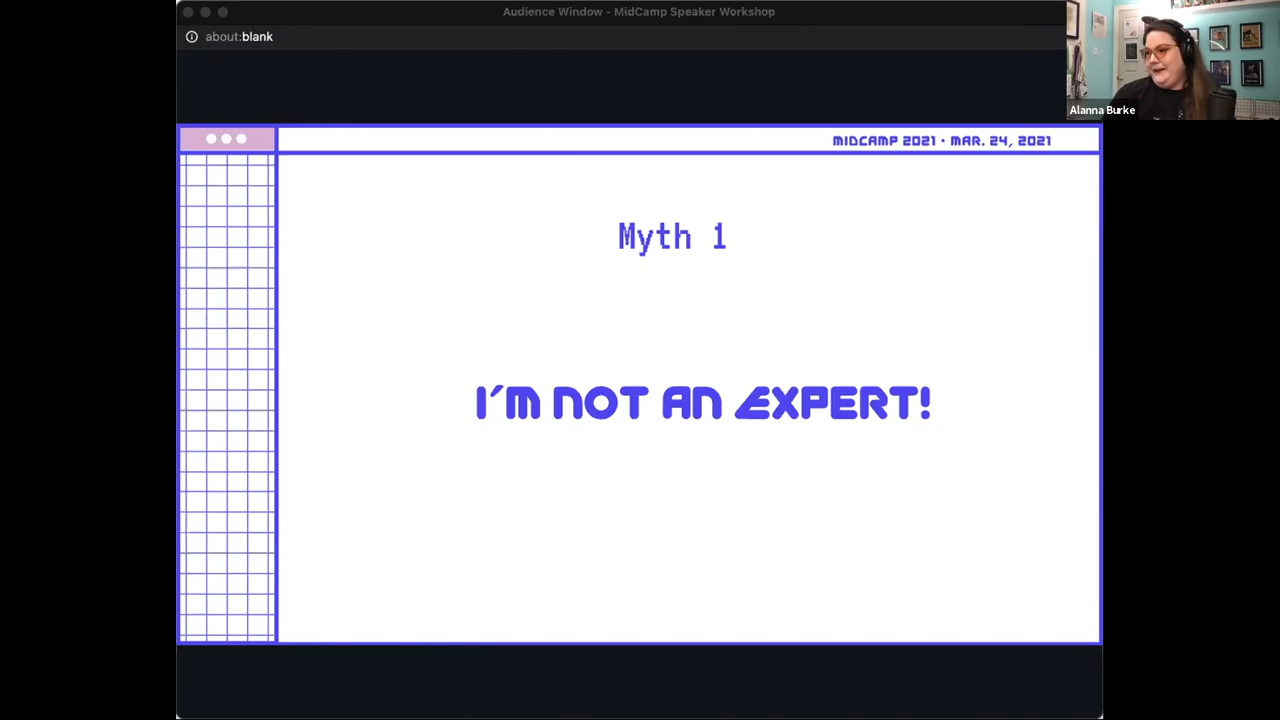 Audience Window - MidCamp Speaker Workshop
about:blank
Alanna Burke
MIDCAMP 2021 • MAR. 24, 2021
Myth 1
I'M NOT AN EXPERT!